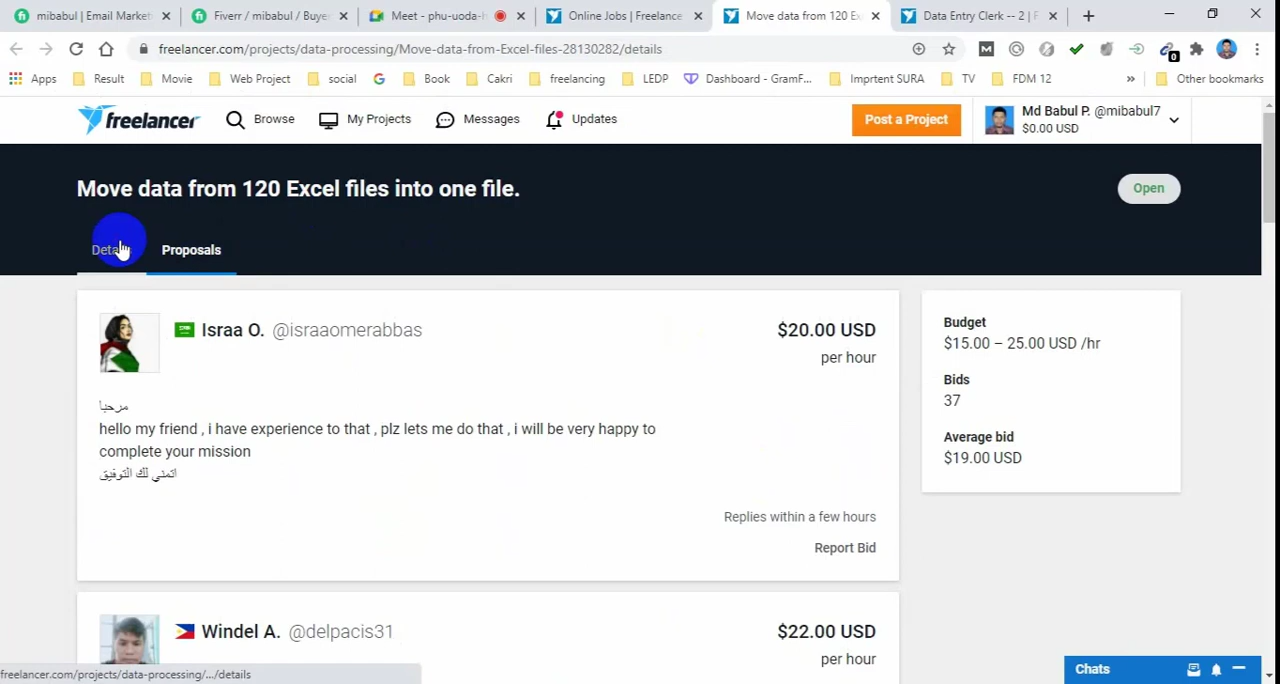 mibabul | Email Market
Fiverr / mibabul / Buye
Meet - phu-uoda-
Online Jobs | Freelance
Move data from 120 Ex
Data Entry Clerk -- 2 | F
freelancer.com/projects/data-processing/Move-data-from-Excel-files-28130282/details
Apps Result Movie Web Project social Book Cakri freelancing LEDP Dashboard - GramF... Imprtent SURA TV FDM 12 » Other bookmarks
freelancer Browse My Projects Messages Updates Post a Project Md Babul P. @mibabul7
$0.00 USD
Move data from 120 Excel files into one file.
Open
Details Proposals
Israa O. @israaomerabbas
$20.00 USD
per hour
مرحبا
hello my friend , i have experience to that , plz lets me do that , i will be very happy to
complete your mission
اتمني لك التوفيق
Replies within a few hours
Report Bid
Budget
$15.00 – 25.00 USD /hr
Bids
37
Average bid
$19.00 USD
Windel A. @delpacis31
$22.00 USD
per hour
freelancer.com/projects/data-processing/.../details
Chats